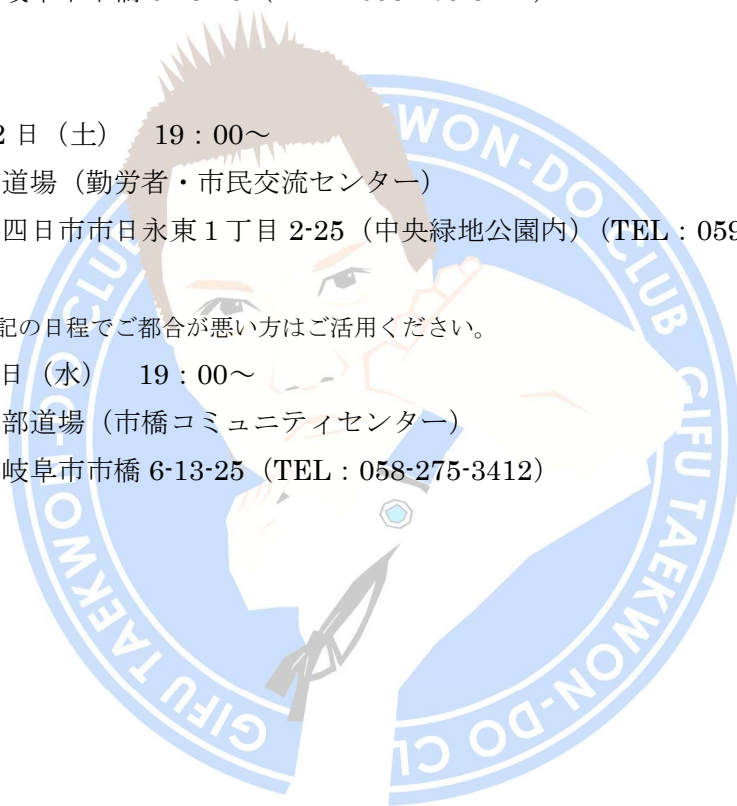 2 日（土） 19：00～
道場（勤労者・市民交流センター）
四日市市日永東１丁目 2-25（中央緑地公園内）（TEL：059
記の日程でご都合が悪い方はご活用ください。
日（水） 19：00～
部道場（市橋コミュニティセンター）
岐阜市市橋 6-13-25（TEL：058-275-3412）
GIFU TAEKWON-DO CLUB GIFU TAEKWON-DO CL